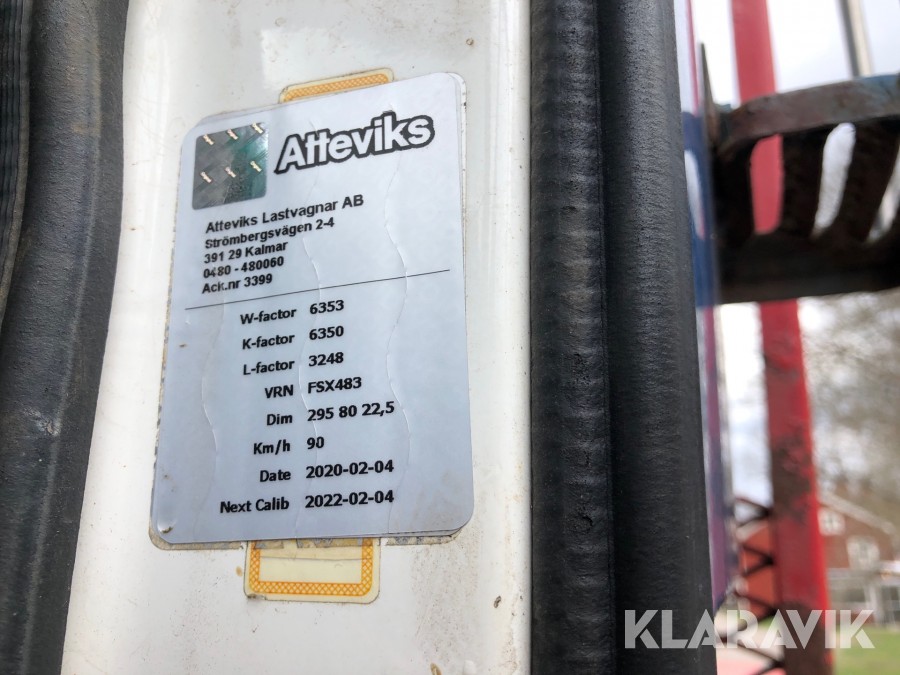 Atteviks
Atteviks Lastvagnar AB
Strömbergsvägen 2-4
391 29 Kalmar
0480 - 480060
Ack.nr 3399
W-factor 6353
K-factor 6350
L-factor 3248
VRN FSX483
Dim 295 80 22,5
Km/h 90
Date 2020-02-04
Next Calib 2022-02-04
KLARAVIK